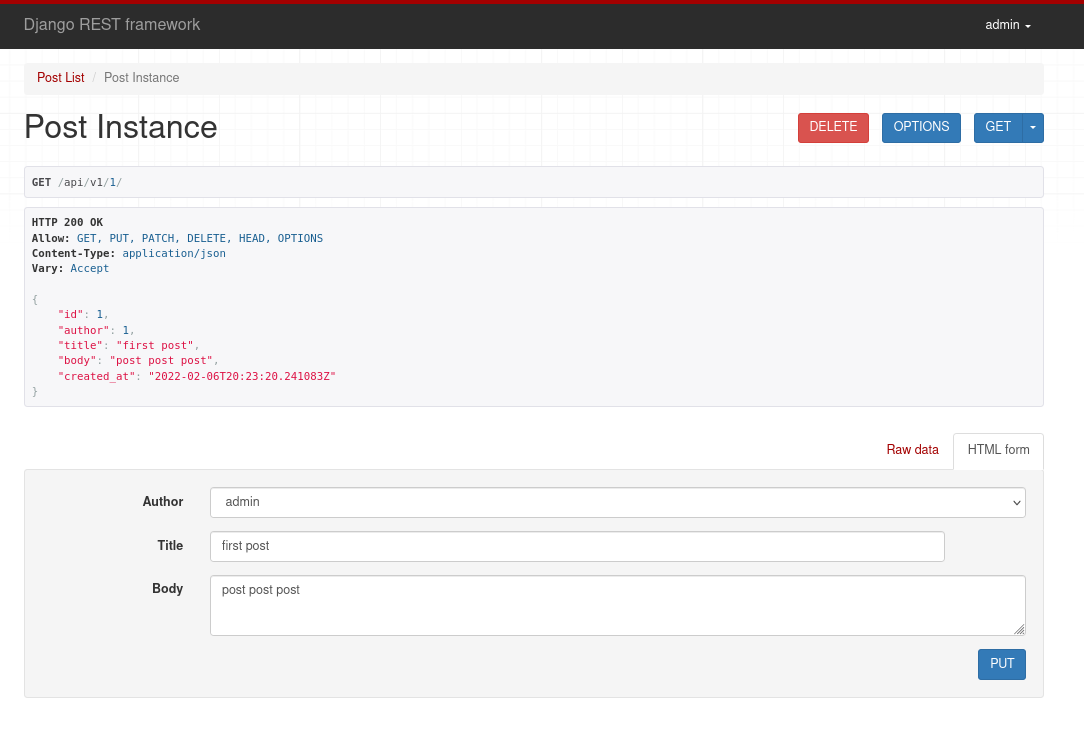 Django REST framework
admin
Post List / Post Instance
Post Instance
DELETE
OPTIONS
GET
GET /api/v1/1/
HTTP 200 OK
Allow: GET, PUT, PATCH, DELETE, HEAD, OPTIONS
Content-Type: application/json
Vary: Accept
{
    "id": 1,
    "author": 1,
    "title": "first post",
    "body": "post post post",
    "created_at": "2022-02-06T20:23:20.241083Z"
}
Raw data
HTML form
Author
admin
Title
first post
Body
post post post
PUT